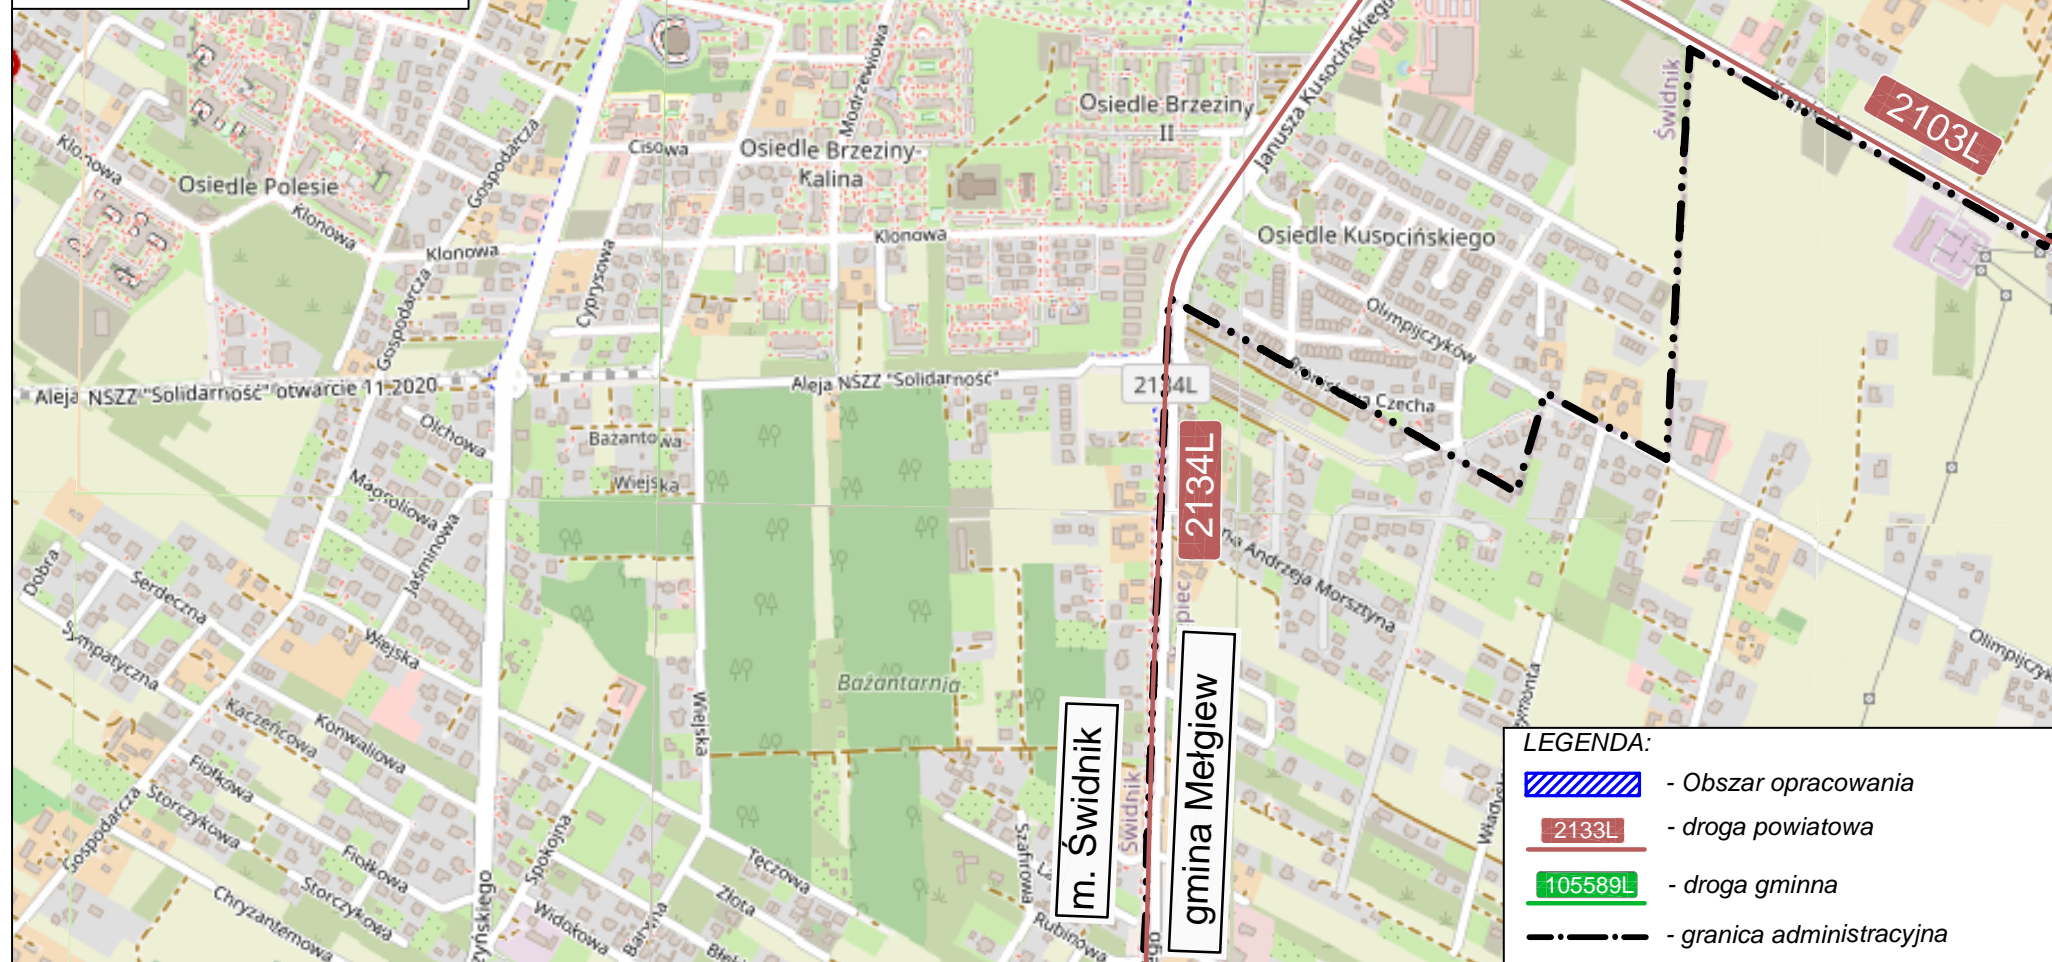 Janusza Kusocińskiego
Modrzewiowa
Osiedle Brzeziny
II
Świdnik
2103L
Klonowa
Gospodarcza
Cisowa
Osiedle Brzeziny-
Kalina
Osiedle Polesie
Klonowa
Klonowa
Klonowa
Osiedle Kusocińskiego
Cyprysowa
Gospodarcza
Olimpijczyków
Aleja NSZZ "Solidarność" otwarcie 11.2020
Aleja NSZZ "Solidarność"
2134L
Czecha
Olchowa
Bażantowa
Wiejska
2134L
Magnoliowa
Jaśminowa
Andrzeja Morsztyna
Dobra
Serdeczna
Sympatyczna
Wiejska
Olimpijczyk
Bażantarnia
Wiejska
Kaczeńcowa
Konwaliowa
Fiołkowa
Storczykowa
Gospodarcza
Fiołkowa
Storczykowa
Chryzantemowa
Spokojna
Widokowa
Barwna
Tęczowa
Złota
Szafirowa
Rubinowa
Świdnik
m. Świdnik
gmina Mełgiew
LEGENDA:
- Obszar opracowania
2133L - droga powiatowa
105589L - droga gminna
- granica administracyjna